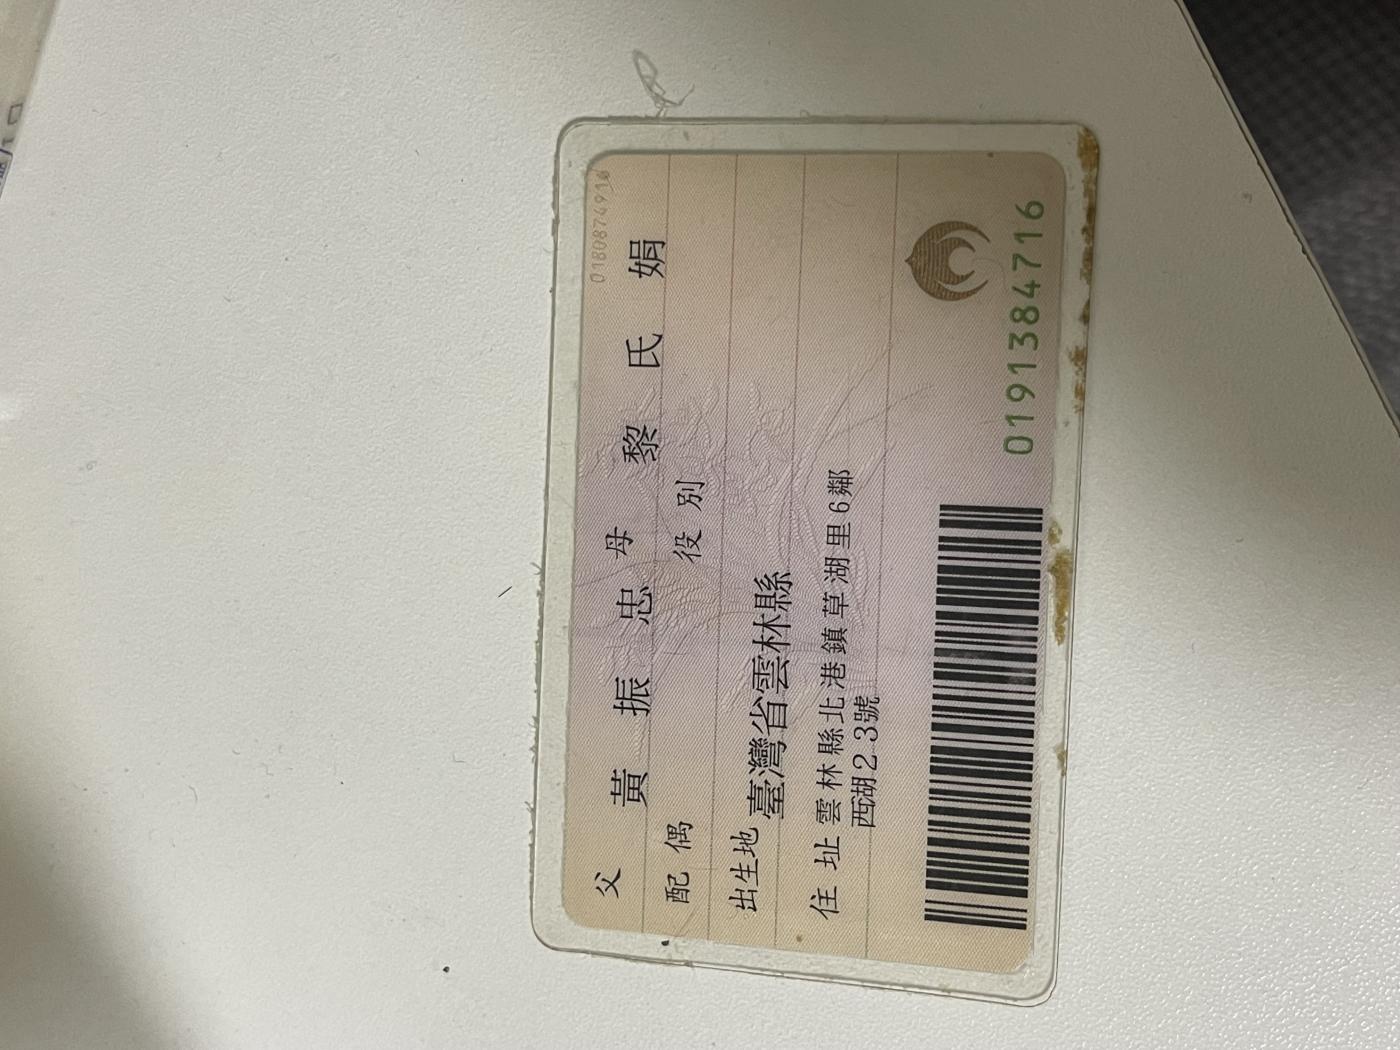 0180874916
父 黃振忠 母 黎氏娟
配偶 役別
出生地 臺灣省雲林縣
住址 雲林縣北港鎮草湖里6鄰
西湖23號
0191384716